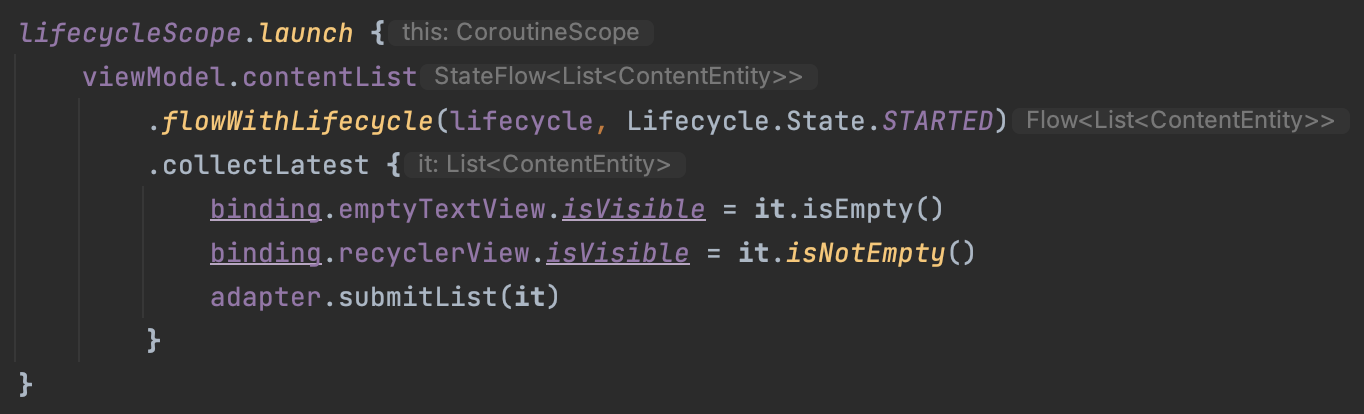 lifecycleScope.launch { this: CoroutineScope
viewModel.contentList StateFlow<List<ContentEntity>>
.flowWithLifecycle(lifecycle, Lifecycle.State.STARTED) Flow<List<ContentEntity>>
.collectLatest { it: List<ContentEntity>
binding.emptyTextView.isVisible = it.isEmpty()
binding.recyclerView.isVisible = it.isNotEmpty()
adapter.submitList(it)
}
}